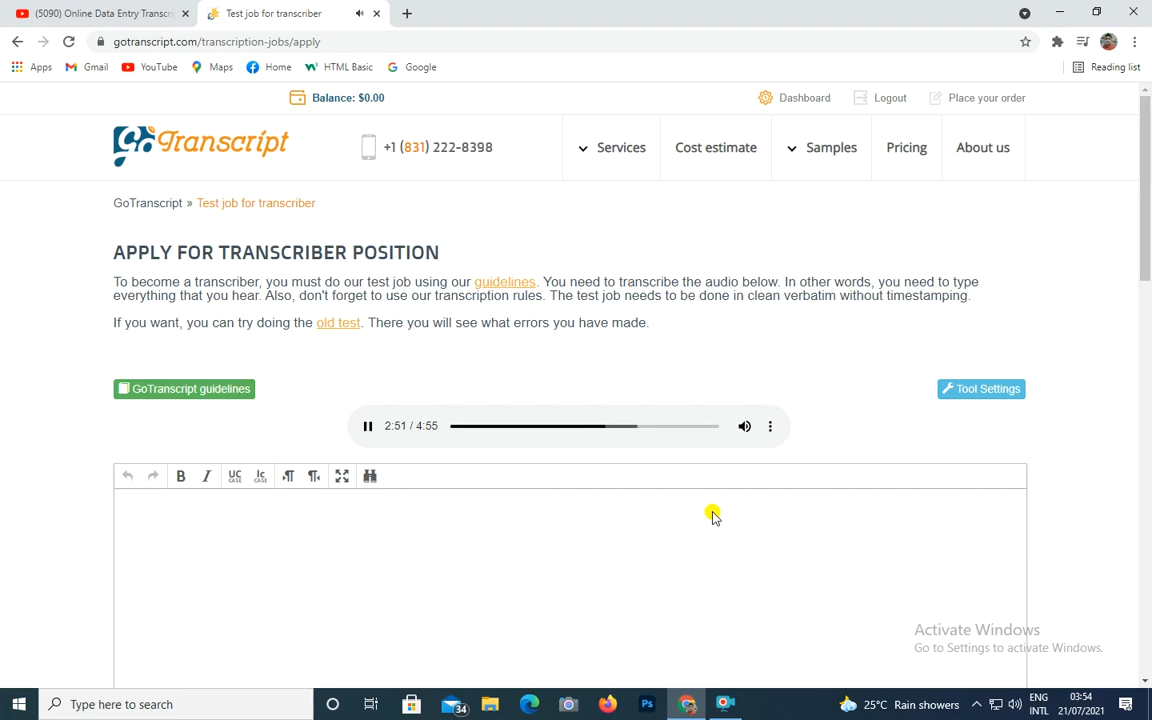 (5090) Online Data Entry Transcri
Test job for transcriber
gotranscript.com/transcription-jobs/apply
Apps Gmail YouTube Maps Home HTML Basic Google Reading list
Balance: $0.00 Dashboard Logout Place your order
GoTranscript +1 (831) 222-8398 Services Cost estimate Samples Pricing About us
GoTranscript » Test job for transcriber
APPLY FOR TRANSCRIBER POSITION
To become a transcriber, you must do our test job using our guidelines. You need to transcribe the audio below. In other words, you need to type
everything that you hear. Also, don't forget to use our transcription rules. The test job needs to be done in clean verbatim without timestamping.
If you want, you can try doing the old test. There you will see what errors you have made.
GoTranscript guidelines Tool Settings
2:51 / 4:55
B I UC CASE lc CASE
Activate Windows
Go to Settings to activate Windows.
Type here to search 34 Ps 25°C Rain showers ENG INTL 03:54 21/07/2021